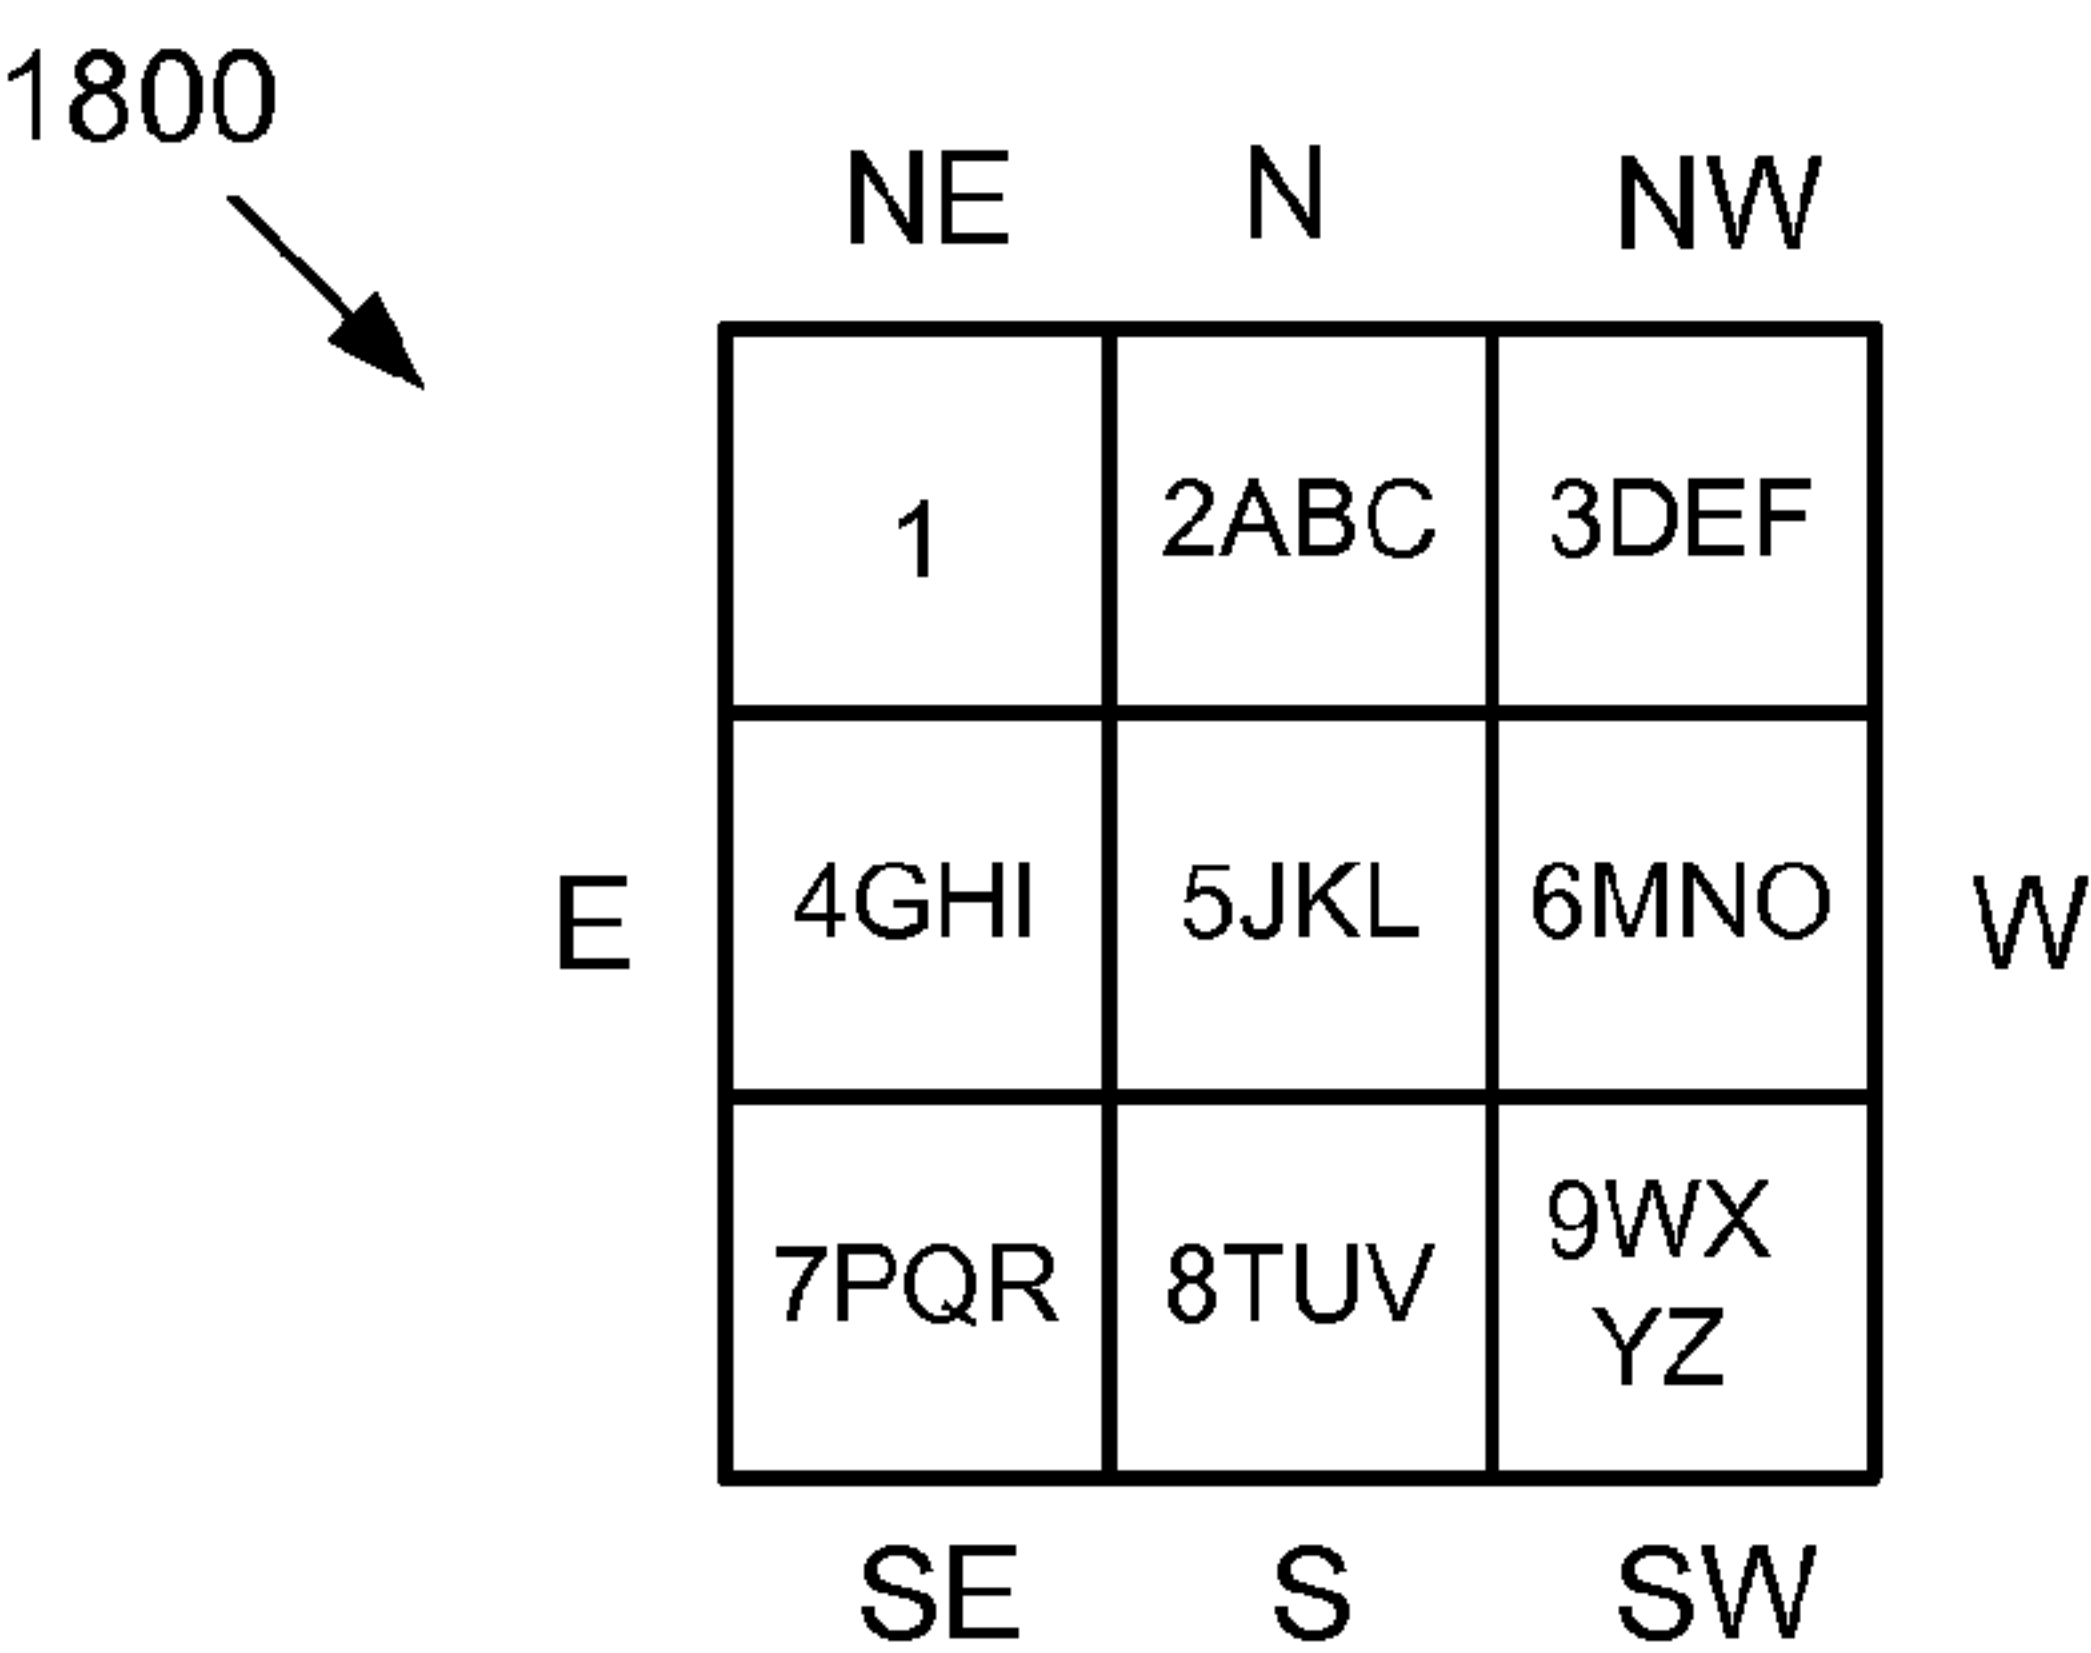 1800
NE N NW
1 2ABC 3DEF
E 4GHI 5JKL 6MNO W
7PQR 8TUV 9WX
YZ
SE S SW